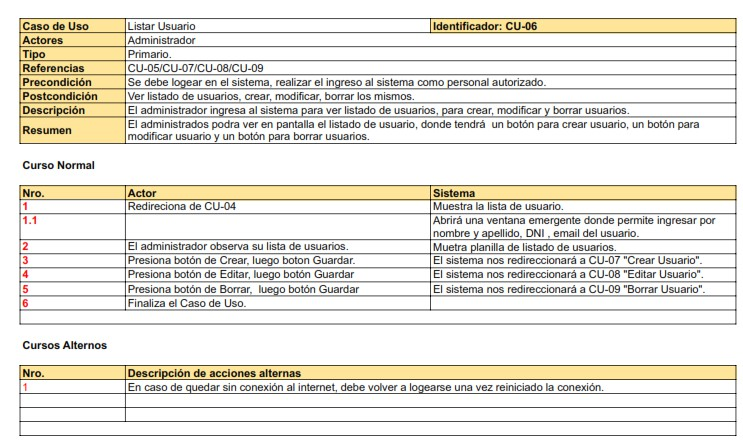 Caso de Uso Listar Usuario Identificador: CU-06
Actores Administrador
Tipo Primario.
Referencias CU-05/CU-07/CU-08/CU-09
Precondición Se debe logear en el sistema, realizar el ingreso al sistema como personal autorizado.
Postcondición Ver listado de usuarios, crear, modificar, borrar los mismos.
Descripción El administrador ingresa al sistema para ver listado de usuarios, para crear, modificar y borrar usuarios.
Resumen El administrados podra ver en pantalla el listado de usuario, donde tendrá un botón para crear usuario, un botón para
modificar usuario y un botón para borrar usuarios.
Curso Normal
Nro. Actor Sistema
1 Redireciona de CU-04 Muestra la lista de usuario.
1.1 Abrirá una ventana emergente donde permite ingresar por
nombre y apellido, DNI , email del usuario.
2 El administrador observa su lista de usuarios. Muetra planilla de listado de usuarios.
3 Presiona botón de Crear, luego boton Guardar. El sistema nos redireccionará a CU-07 "Crear Usuario".
4 Presiona botón de Editar, luego botón Guardar El sistema nos redireccionará a CU-08 "Editar Usuario".
5 Presiona botón de Borrar, luego botón Guardar El sistema nos redireccionará a CU-09 "Borrar Usuario".
6 Finaliza el Caso de Uso.
Cursos Alternos
Nro. Descripción de acciones alternas
1 En caso de quedar sin conexión al internet, debe volver a logearse una vez reiniciado la conexión.